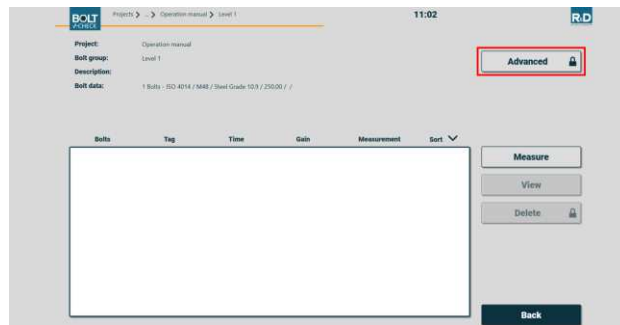 BOLT
✓CHECK
Projects > ... > Operation manual > Level 1
11:02
R.D
Project: Operation manual
Bolt group: Level 1
Description:
Bolt data: 1 Bolts - ISO 4014 / M48 / Steel Grade 10.9 / 250.00 / /
Advanced
Bolts Tag Time Gain Measurement Sort
Measure
View
Delete
Back